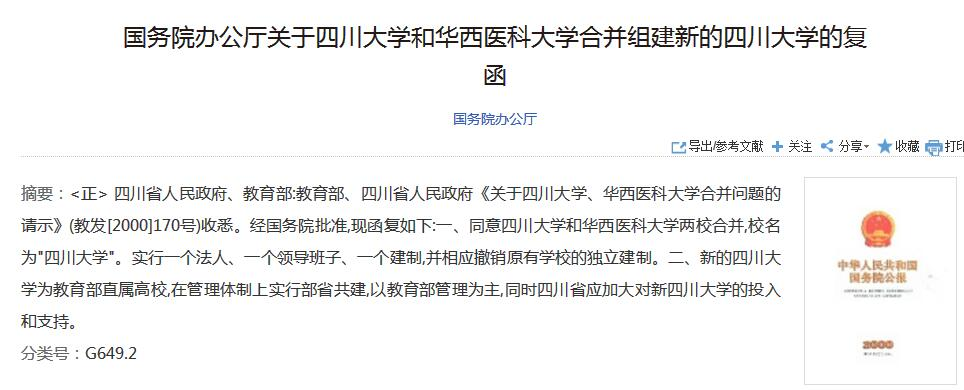 国务院办公厅关于四川大学和华西医科大学合并组建新的四川大学的复
函
国务院办公厅
导出/参考文献 关注 分享 收藏 打印
摘要：<正> 四川省人民政府、教育部:教育部、四川省人民政府《关于四川大学、华西医科大学合并问题的
请示》(教发[2000]170号)收悉。经国务院批准,现函复如下:一、同意四川大学和华西医科大学两校合并,校名
为"四川大学"。实行一个法人、一个领导班子、一个建制,并相应撤销原有学校的独立建制。二、新的四川大
学为教育部直属高校,在管理体制上实行部省共建,以教育部管理为主,同时四川省应加大对新四川大学的投入
和支持。
分类号：G649.2
中华人民共和国
国务院公报
2000